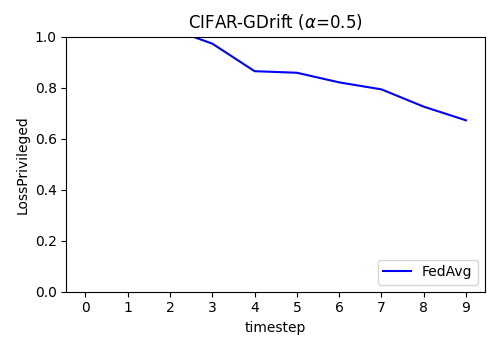 CIFAR-GDrift (α=0.5)
LossPrivileged
1.0
0.8
0.6
0.4
0.2
0.0
FedAvg
0 1 2 3 4 5 6 7 8 9
timestep